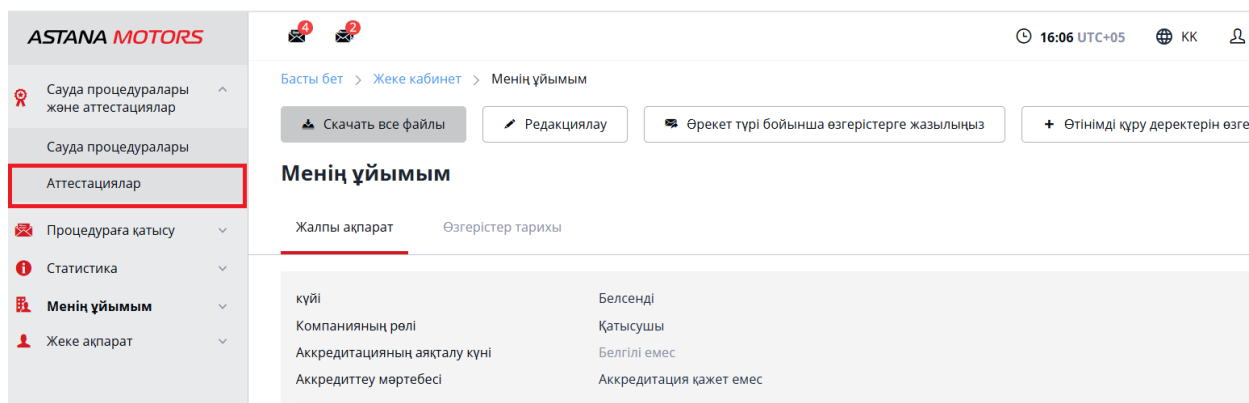 ASTANA MOTORS
4
2
16:06 UTC+05
KK
Сауда процедуралары
және аттестациялар
Сауда процедуралары
Аттестациялар
Процедураға қатысу
Статистика
Менің ұйымым
Жеке ақпарат
Басты бет > Жеке кабинет > Менің ұйымым
Скачать все файлы
Редакциялау
Әрекет түрі бойынша өзгерістерге жазылыңыз
+ Өтінімді құру деректерін өзге
Менің ұйымым
Жалпы ақпарат
Өзгерістер тарихы
күйі Белсенді
Компанияның рөлі Қатысушы
Аккредитацияның аяқталу күні Белгілі емес
Аккредиттеу мәртебесі Аккредитация қажет емес